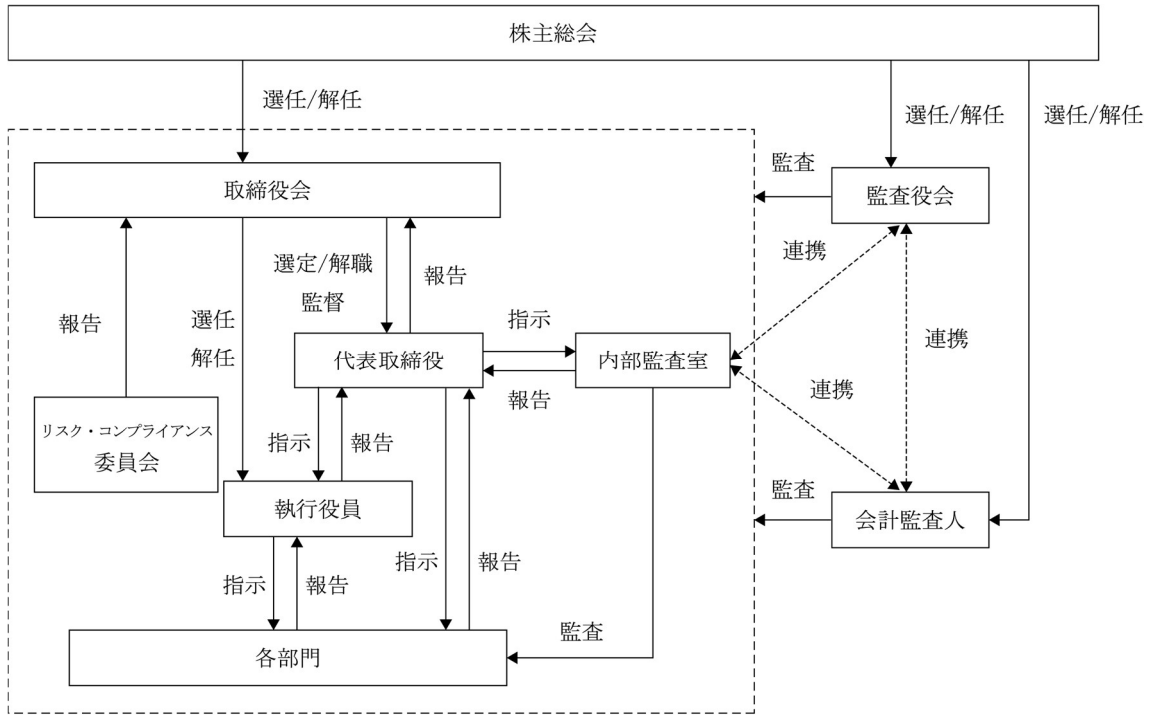 株主総会
選任/解任
選任/解任
選任/解任
取締役会
監査
監査役会
選定/解職
監督
報告
連携
報告
選任
解任
指示
連携
代表取締役
内部監査室
報告
連携
リスク・コンプライアンス
委員会
指示
報告
監査
執行役員
会計監査人
指示
報告
指示
報告
監査
各部門